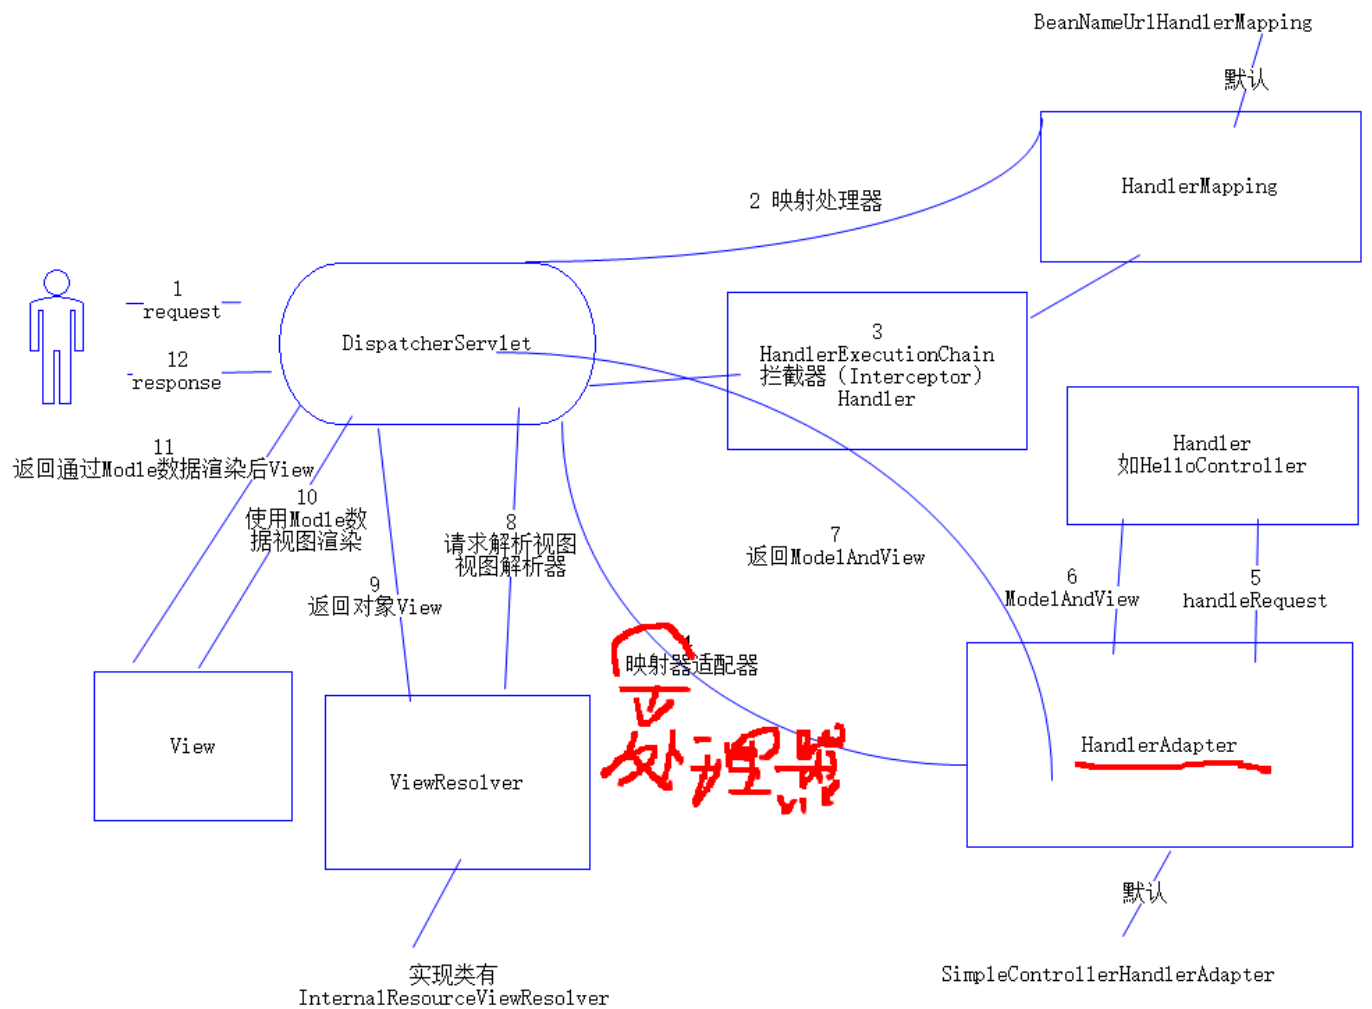 BeanNameUrlHandlerMapping
默认
HandlerMapping
2 映射处理器
1
request
DispatcherServlet
3
HandlerExecutionChain
拦截器（Interceptor）
Handler
12
response
Handler
如HelloController
11
返回通过Modle数据渲染后View
10
使用Modle数
据视图渲染
8
请求解析视图
视图解析器
7
返回ModelAndView
9
返回对象View
6
ModelAndView
5
handleRequest
映射器适配器
处理器
View
ViewResolver
HandlerAdapter
默认
实现类有
InternalResourceViewResolver
SimpleControllerHandlerAdapter